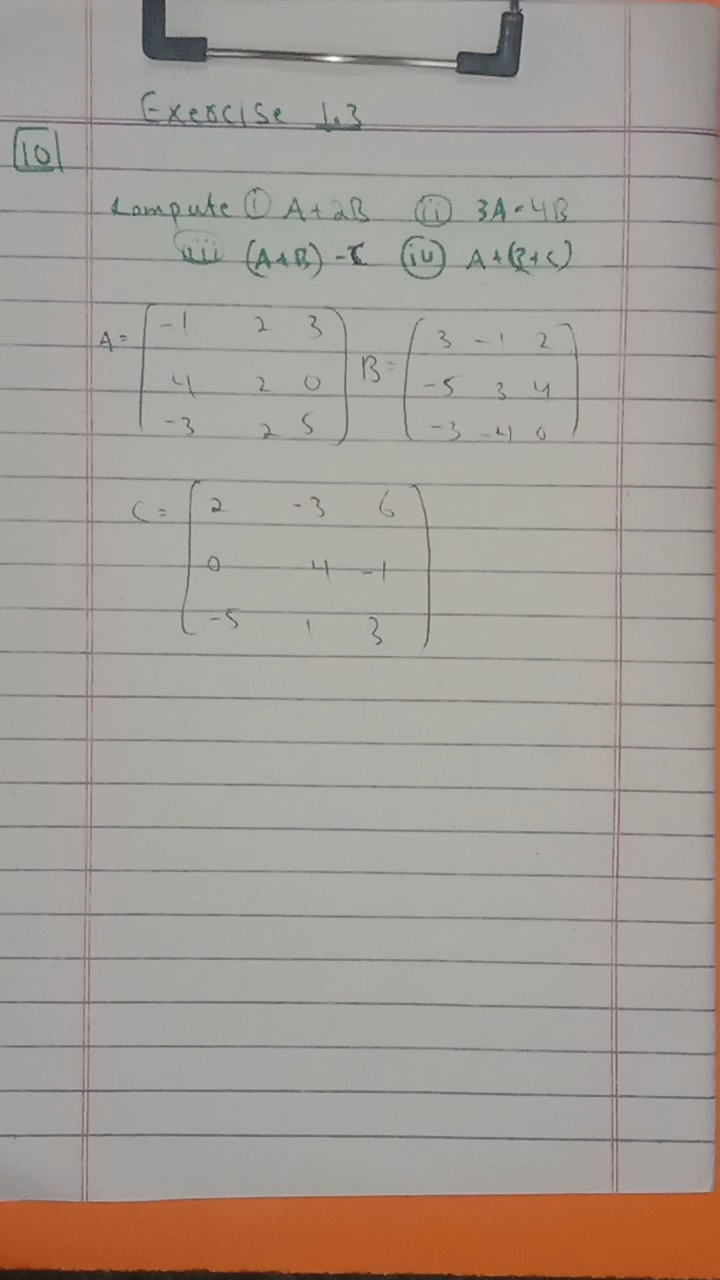 Exercise 1.3
10
Compute (i) A+2B (ii) 3A-4B
iii (A+B)-C (iv) A+(B+C)
A= -1 2 3
4 2 0
-3 2 5
B= 3 -1 2
-5 3 4
-3 -4 0
C= 2 -3 6
0 4 -1
-5 1 3